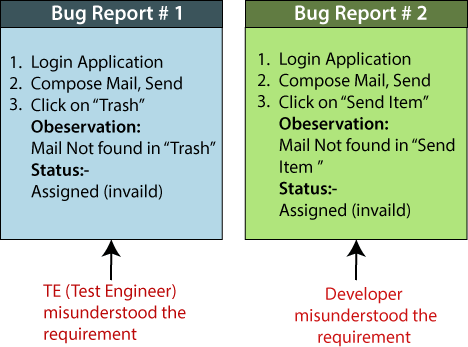 Bug Report # 1
1. Login Application
2. Compose Mail, Send
3. Click on “Trash”
Obeservation:
Mail Not found in “Trash”
Status:-
Assigned (invaild)
TE (Test Engineer)
misunderstood the
requirement
Bug Report # 2
1. Login Application
2. Compose Mail, Send
3. Click on “Send Item”
Obeservation:
Mail Not found in “Send
Item ”
Status:-
Assigned (invaild)
Developer
misunderstood the
requirement